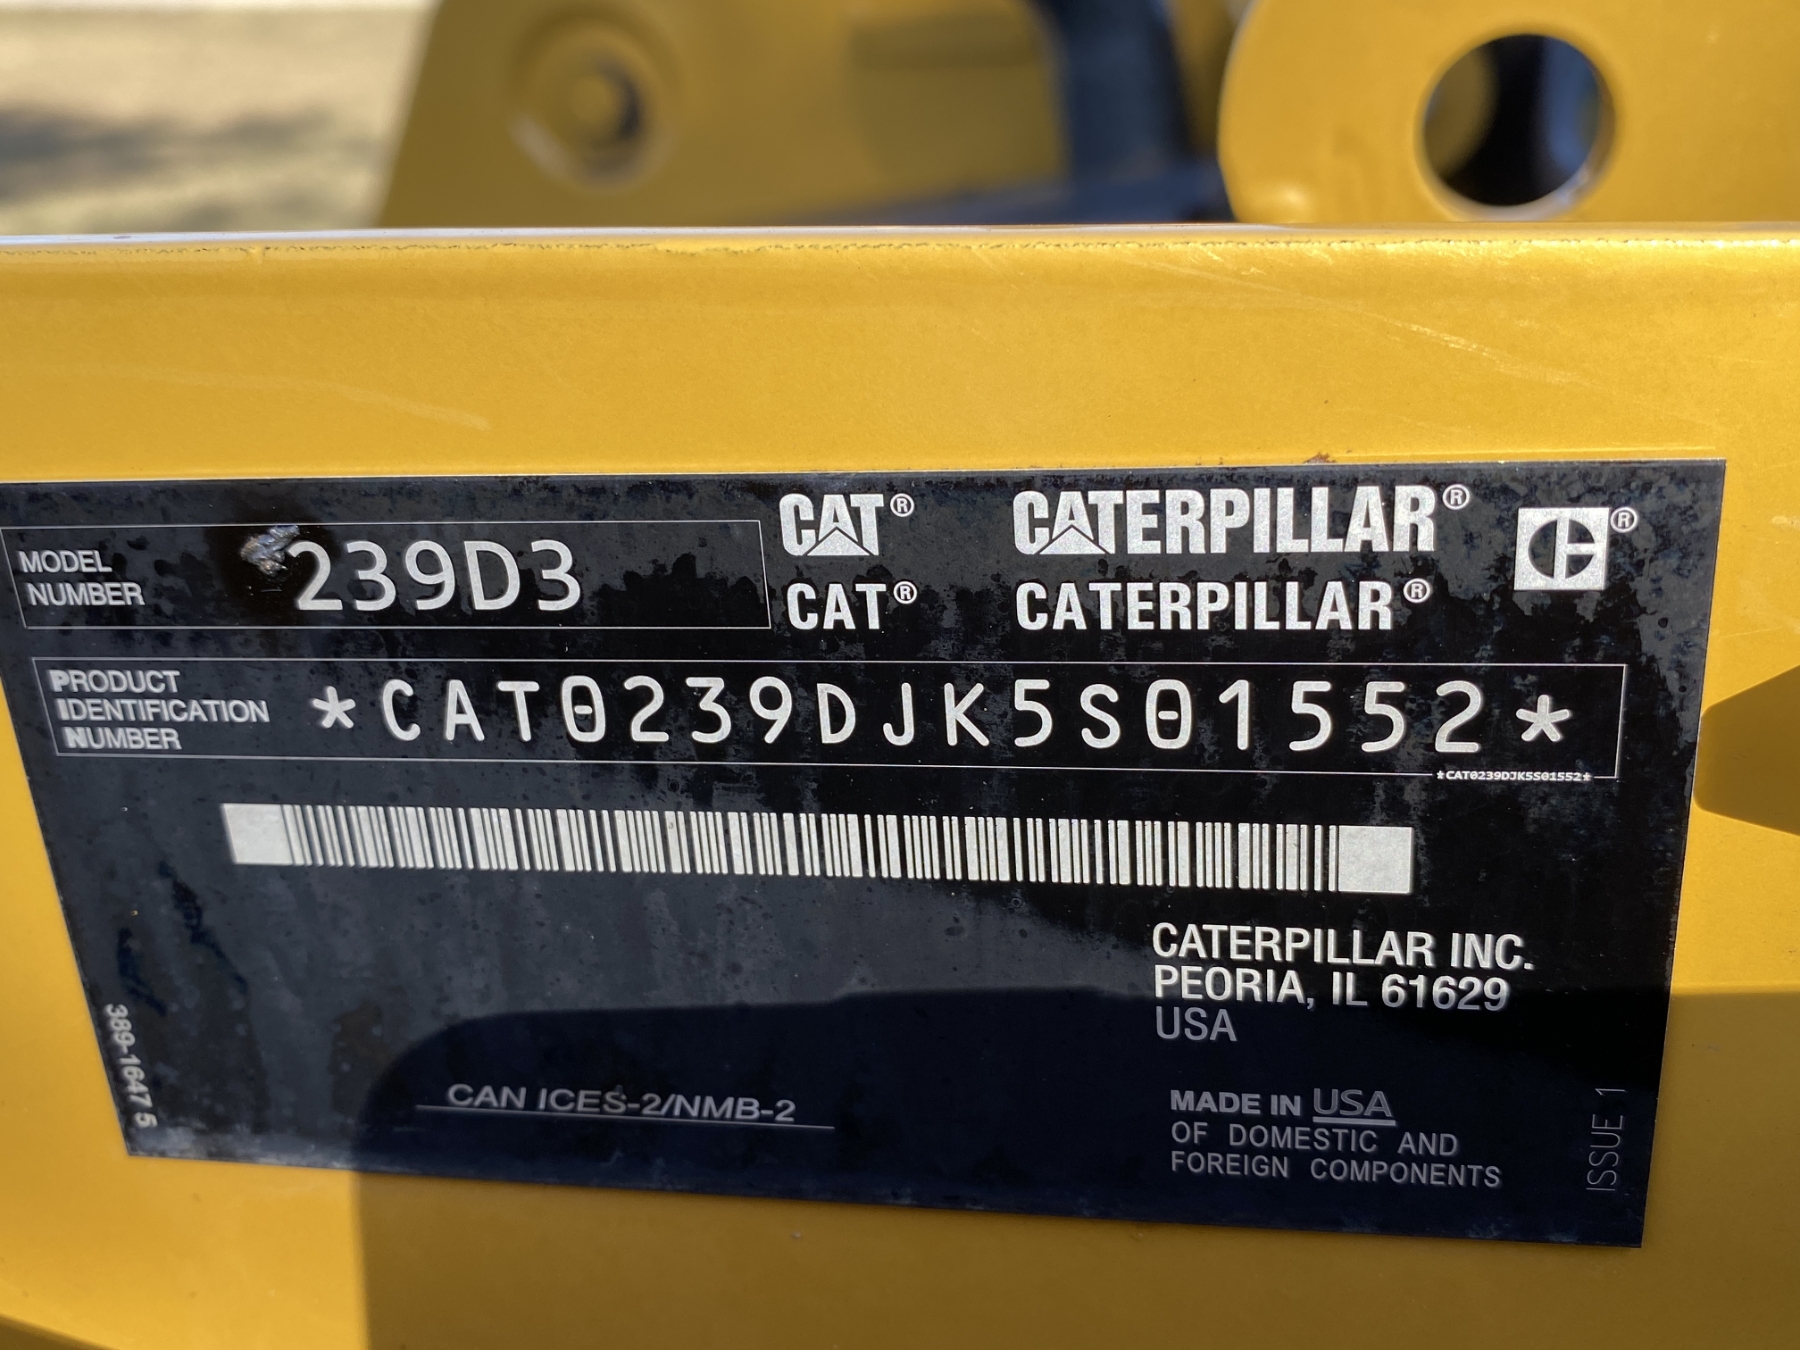 CAT® CATERPILLAR®
MODEL NUMBER 239D3
CAT® CATERPILLAR®
PRODUCT IDENTIFICATION NUMBER *CAT0239DJK5S01552*
*CAT0239DJK5S01552*
CATERPILLAR INC.
PEORIA, IL 61629
USA
389-1647 5
CAN ICES-2/NMB-2
MADE IN USA
OF DOMESTIC AND
FOREIGN COMPONENTS
ISSUE 1